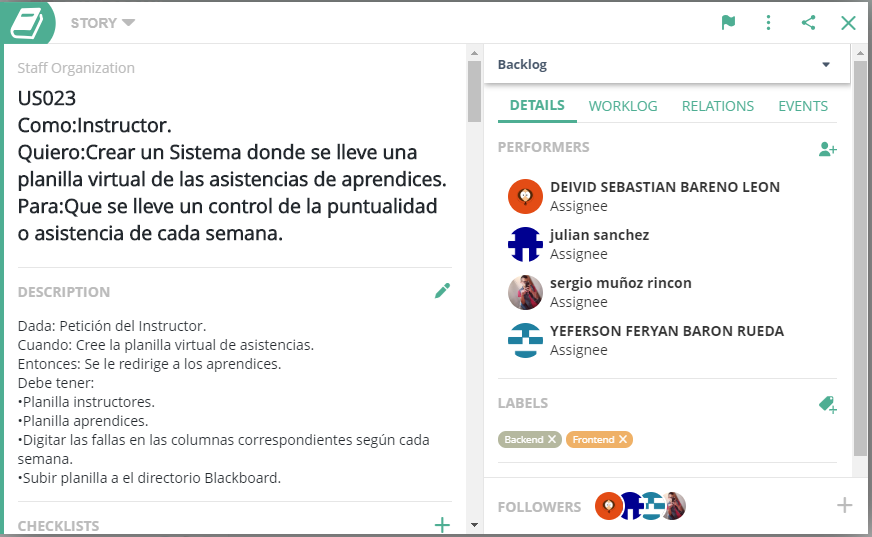 STORY
Staff Organization
US023
Como:Instructor.
Quiero:Crear un Sistema donde se lleve una
planilla virtual de las asistencias de aprendices.
Para:Que se lleve un control de la puntualidad
o asistencia de cada semana.
DESCRIPTION
Dada: Petición del Instructor.
Cuando: Cree la planilla virtual de asistencias.
Entonces: Se le redirige a los aprendices.
Debe tener:
•Planilla instructores.
•Planilla aprendices.
•Digitar las fallas en las columnas correspondientes según cada
semana.
•Subir planilla a el directorio Blackboard.
CHECKLISTS
Backlog
DETAILS WORKLOG RELATIONS EVENTS
PERFORMERS
DEIVID SEBASTIAN BARENO LEON
Assignee
julian sanchez
Assignee
sergio muñoz rincon
Assignee
YEFERSON FERYAN BARON RUEDA
Assignee
LABELS
Backend Frontend
FOLLOWERS